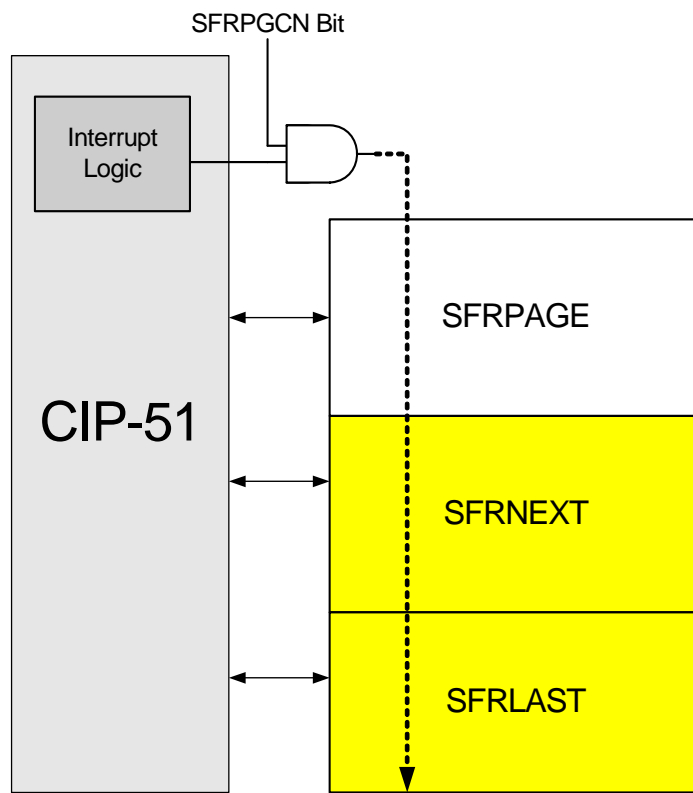 SFRPGCN Bit
Interrupt
Logic
SFRPAGE
CIP-51
SFRNEXT
SFRLAST